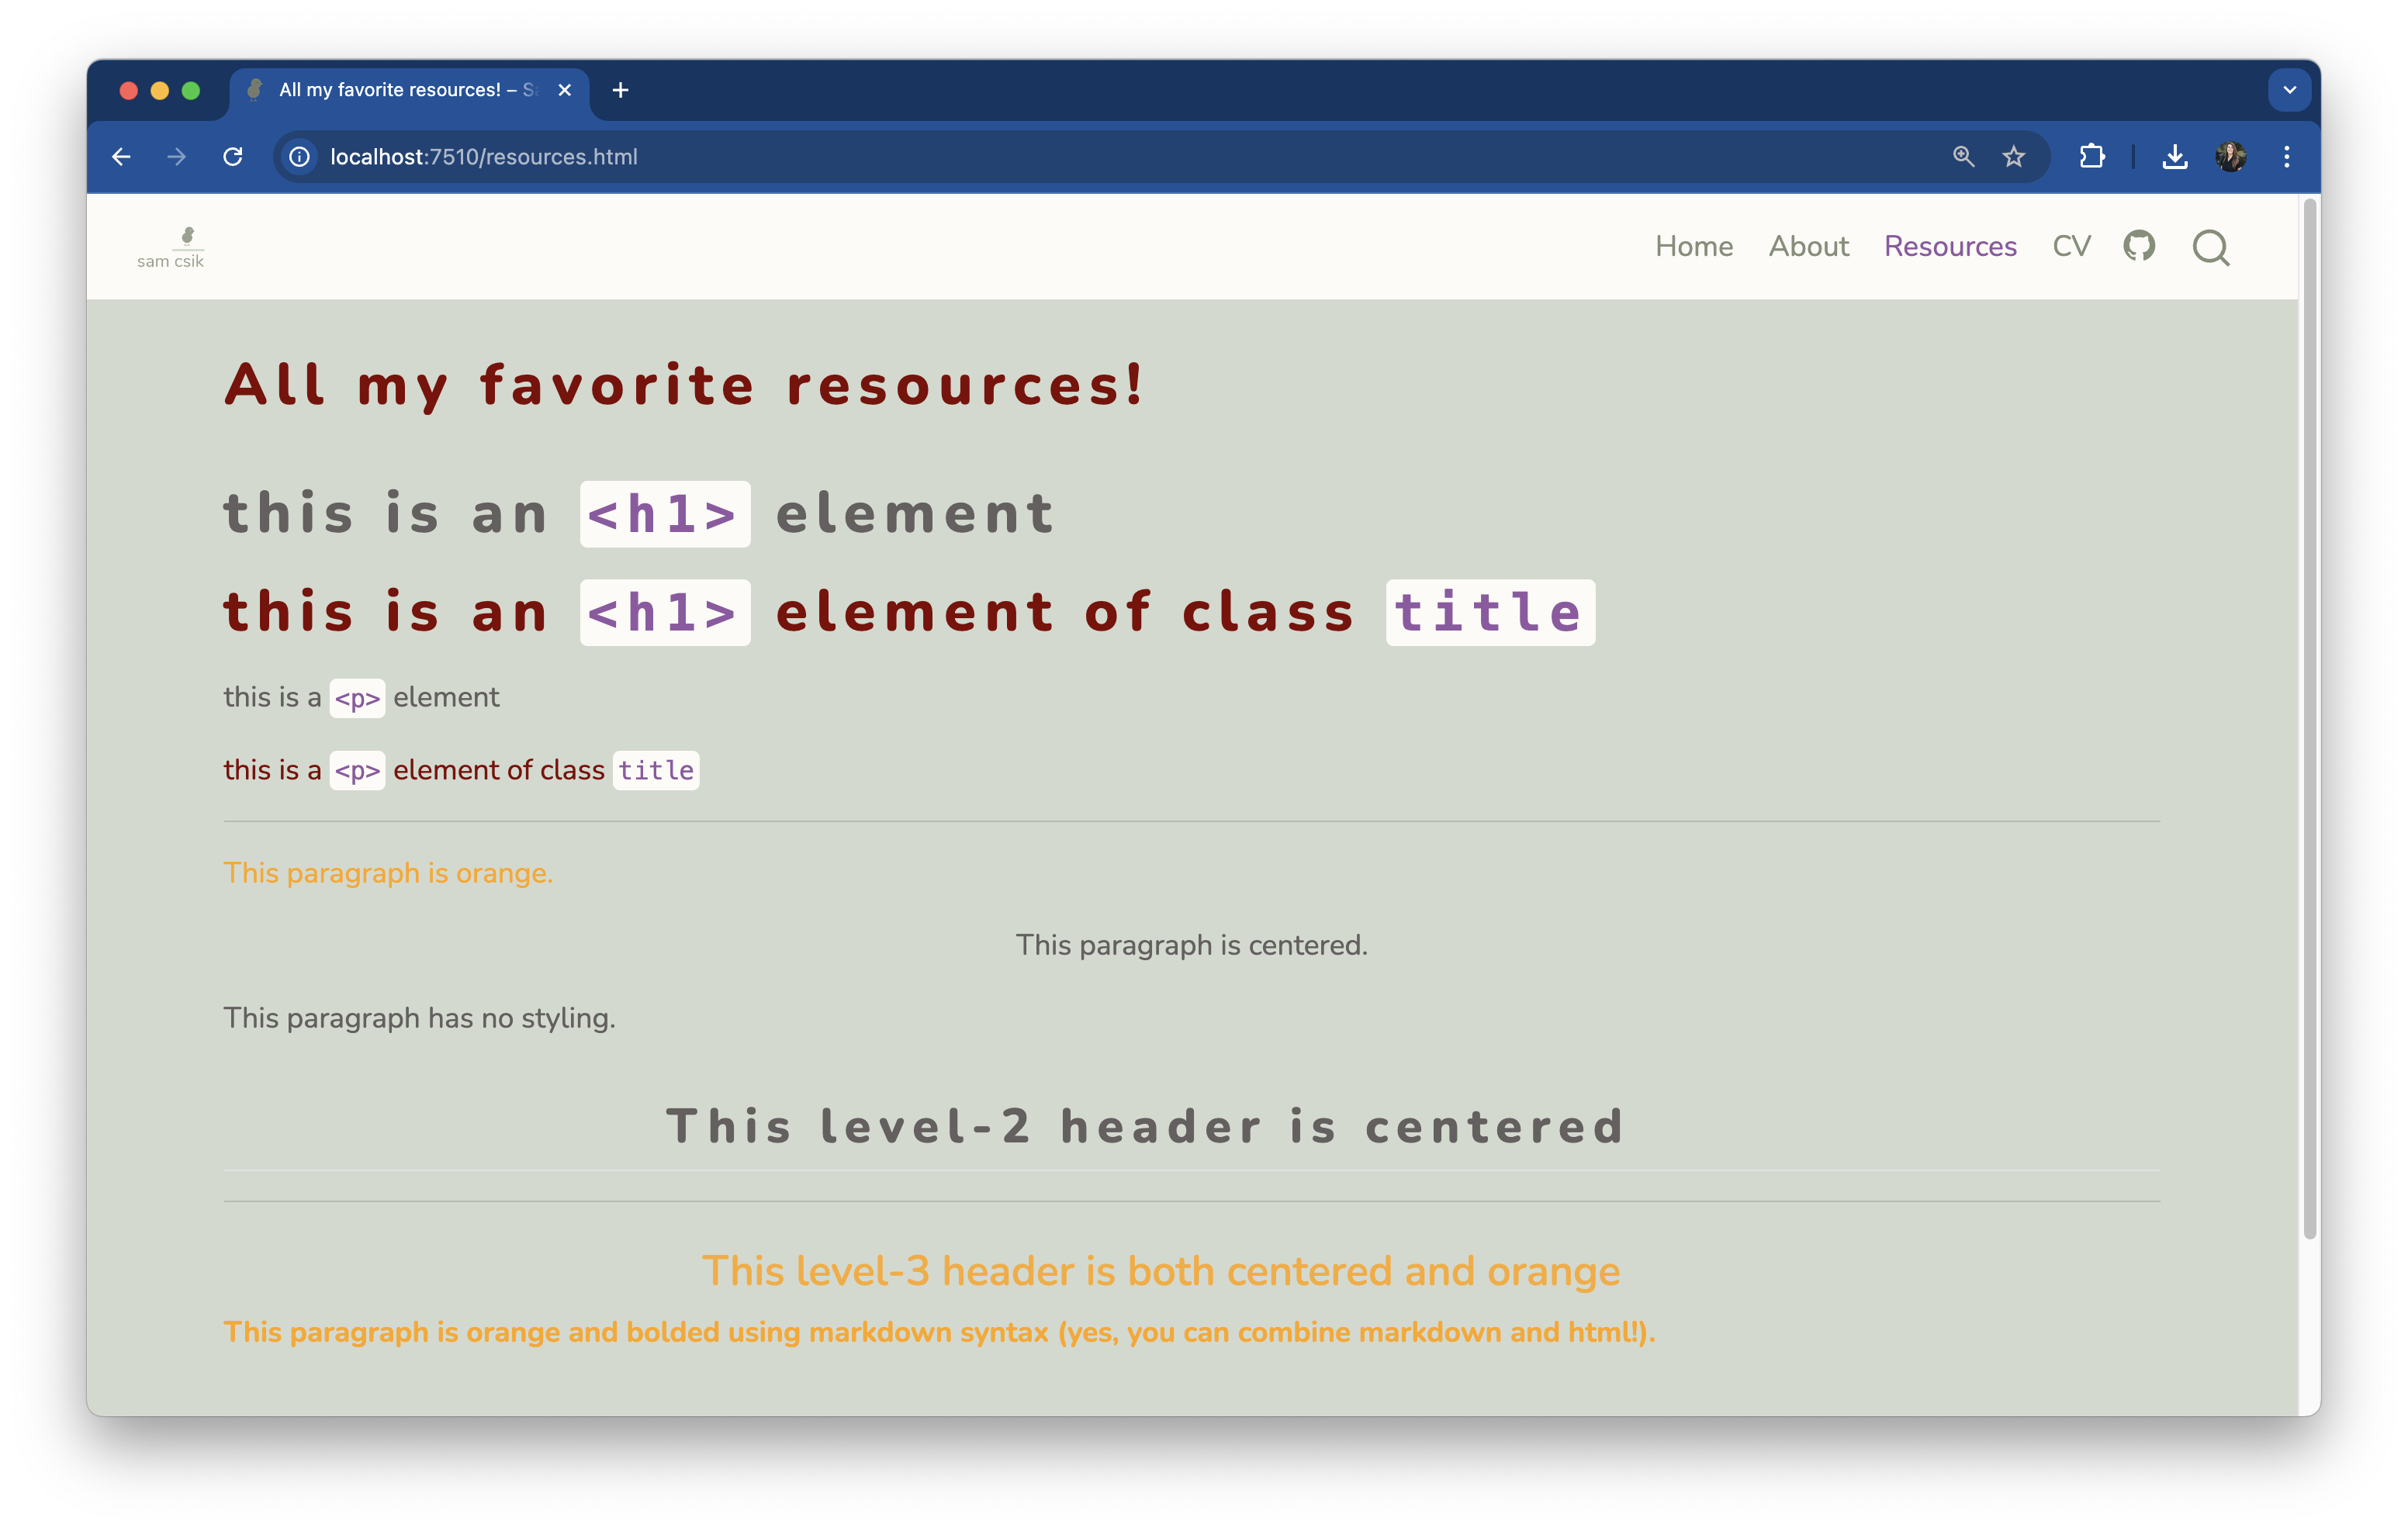 All my favorite resources! – S
localhost:7510/resources.html
sam csik
Home About Resources CV
All my favorite resources!
this is an <h1> element
this is an <h1> element of class title
this is a <p> element
this is a <p> element of class title
This paragraph is orange.
This paragraph is centered.
This paragraph has no styling.
This level-2 header is centered
This level-3 header is both centered and orange
This paragraph is orange and bolded using markdown syntax (yes, you can combine markdown and html!).